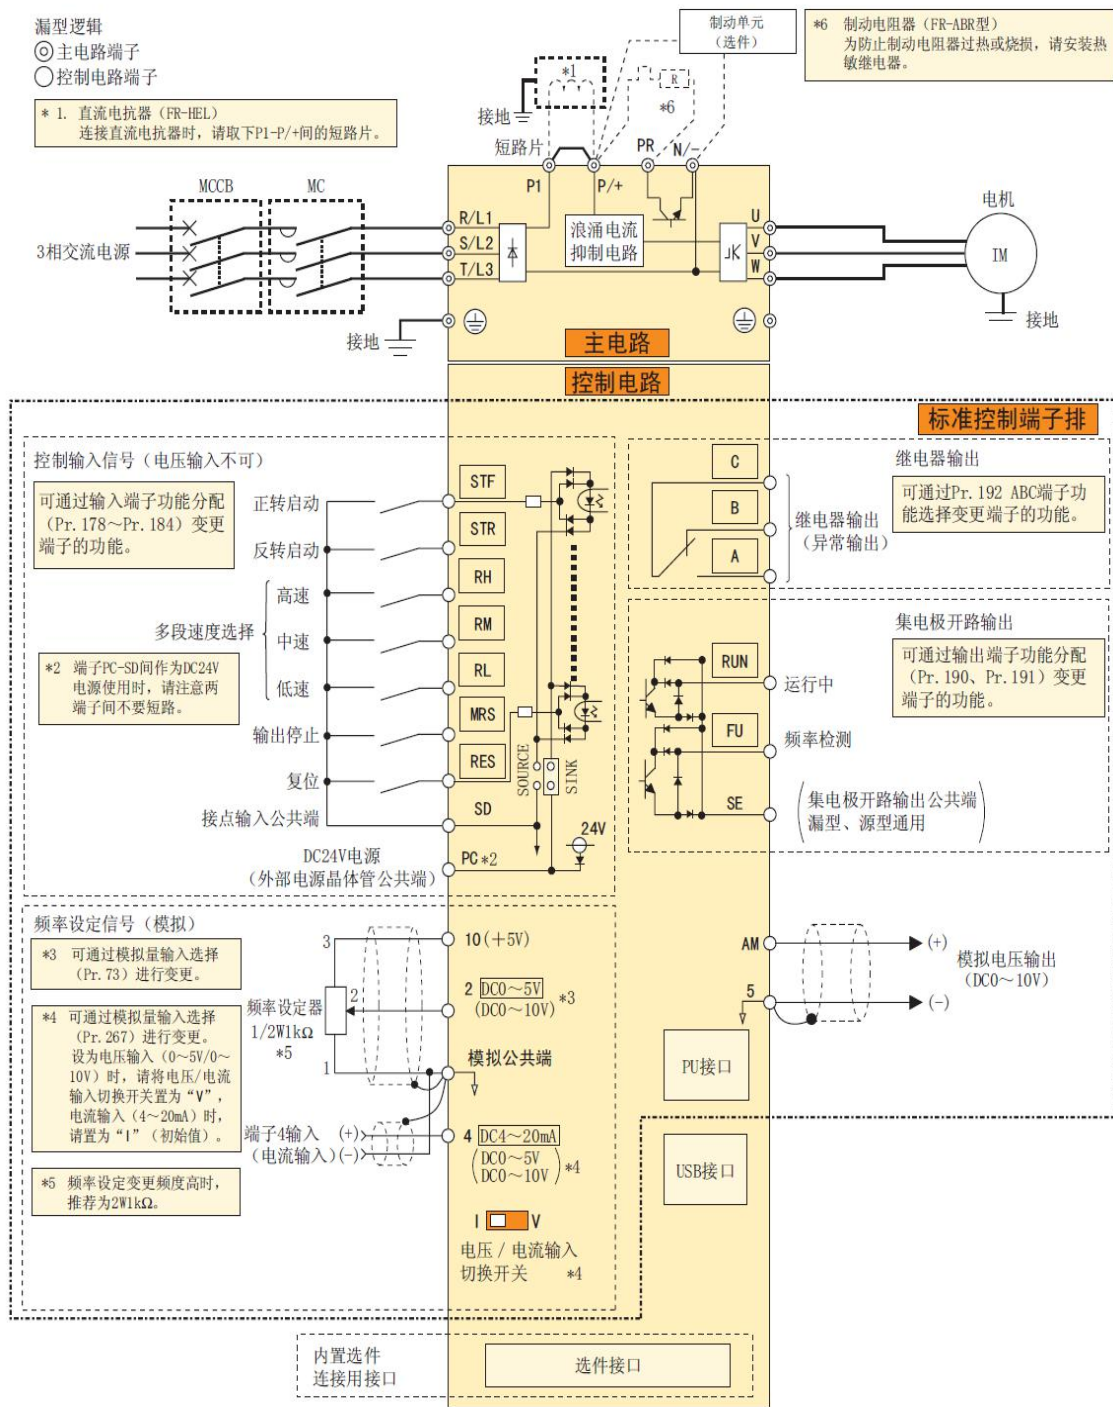 漏型逻辑
◎主电路端子
○控制电路端子
* 1. 直流电抗器（FR-HEL）
连接直流电抗器时，请取下P1-P/+间的短路片。
制动单元
（选件）
*6 制动电阻器（FR-ABR型）
为防止制动电阻器过热或烧损，请安装热
敏继电器。
*1
R
*6
接地
短路片
PR
N/-
P1
P/+
MCCB
MC
3相交流电源
R/L1
S/L2
T/L3
浪涌电流
抑制电路
U
V
W
电机
IM
接地
接地
主电路
控制电路
标准控制端子排
控制输入信号（电压输入不可）
可通过输入端子功能分配
（Pr.178～Pr.184）变更
端子的功能。
正转启动
反转启动
多段速度选择
高速
中速
低速
*2 端子PC-SD间作为DC24V
电源使用时，请注意两
端子间不要短路。
输出停止
复位
接点输入公共端
DC24V电源
（外部电源晶体管公共端）
STF
STR
RH
RM
RL
MRS
RES
SD
PC *2
SOURCE
SINK
24V
C
B
A
继电器输出
可通过Pr.192 ABC端子功
能选择变更端子的功能。
继电器输出
（异常输出）
集电极开路输出
可通过输出端子功能分配
（Pr.190、Pr.191）变更
端子的功能。
RUN
运行中
FU
频率检测
SE
集电极开路输出公共端
漏型、源型通用
频率设定信号（模拟）
*3 可通过模拟量输入选择
（Pr.73）进行变更。
*4 可通过模拟量输入选择
（Pr.267）进行变更。
设为电压输入（0～5V/0～
10V）时，请将电压/电流
输入切换开关置为“V”，
电流输入（4～20mA）时，
请置为“I”（初始值）。
*5 频率设定变更频度高时，
推荐为2W1kΩ。
3
2
1
频率设定器
1/2W1kΩ
*5
端子4输入 (+)
（电流输入）(-)
10(＋5V)
2 DC0～5V
（DC0～10V） *3
模拟公共端
4 DC4～20mA
DC0～5V
DC0～10V *4
I V
电压 / 电流输入
切换开关 *4
AM
5
(+)
(-)
模拟电压输出
（DC0～10V）
PU接口
USB接口
内置选件
连接用接口
选件接口